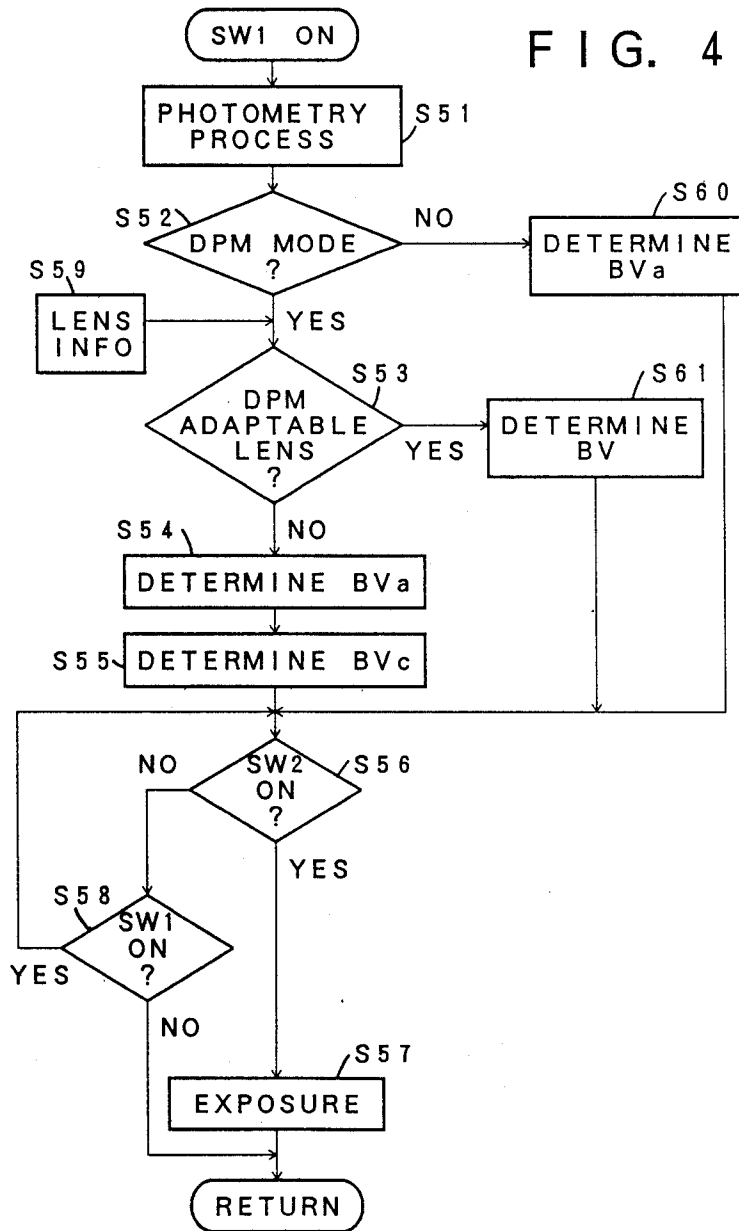 SW1 ON
FIG. 4
PHOTOMETRY
PROCESS
S51
S52
DPM MODE
?
NO
S60
DETERMINE
BVa
S59
LENS
INFO
YES
S53
DPM
ADAPTABLE
LENS
?
YES
S61
DETERMINE
BV
NO
S54
DETERMINE BVa
S55
DETERMINE BVc
NO
SW2
ON
?
S56
YES
S58
SW1
ON
?
YES
NO
S57
EXPOSURE
RETURN